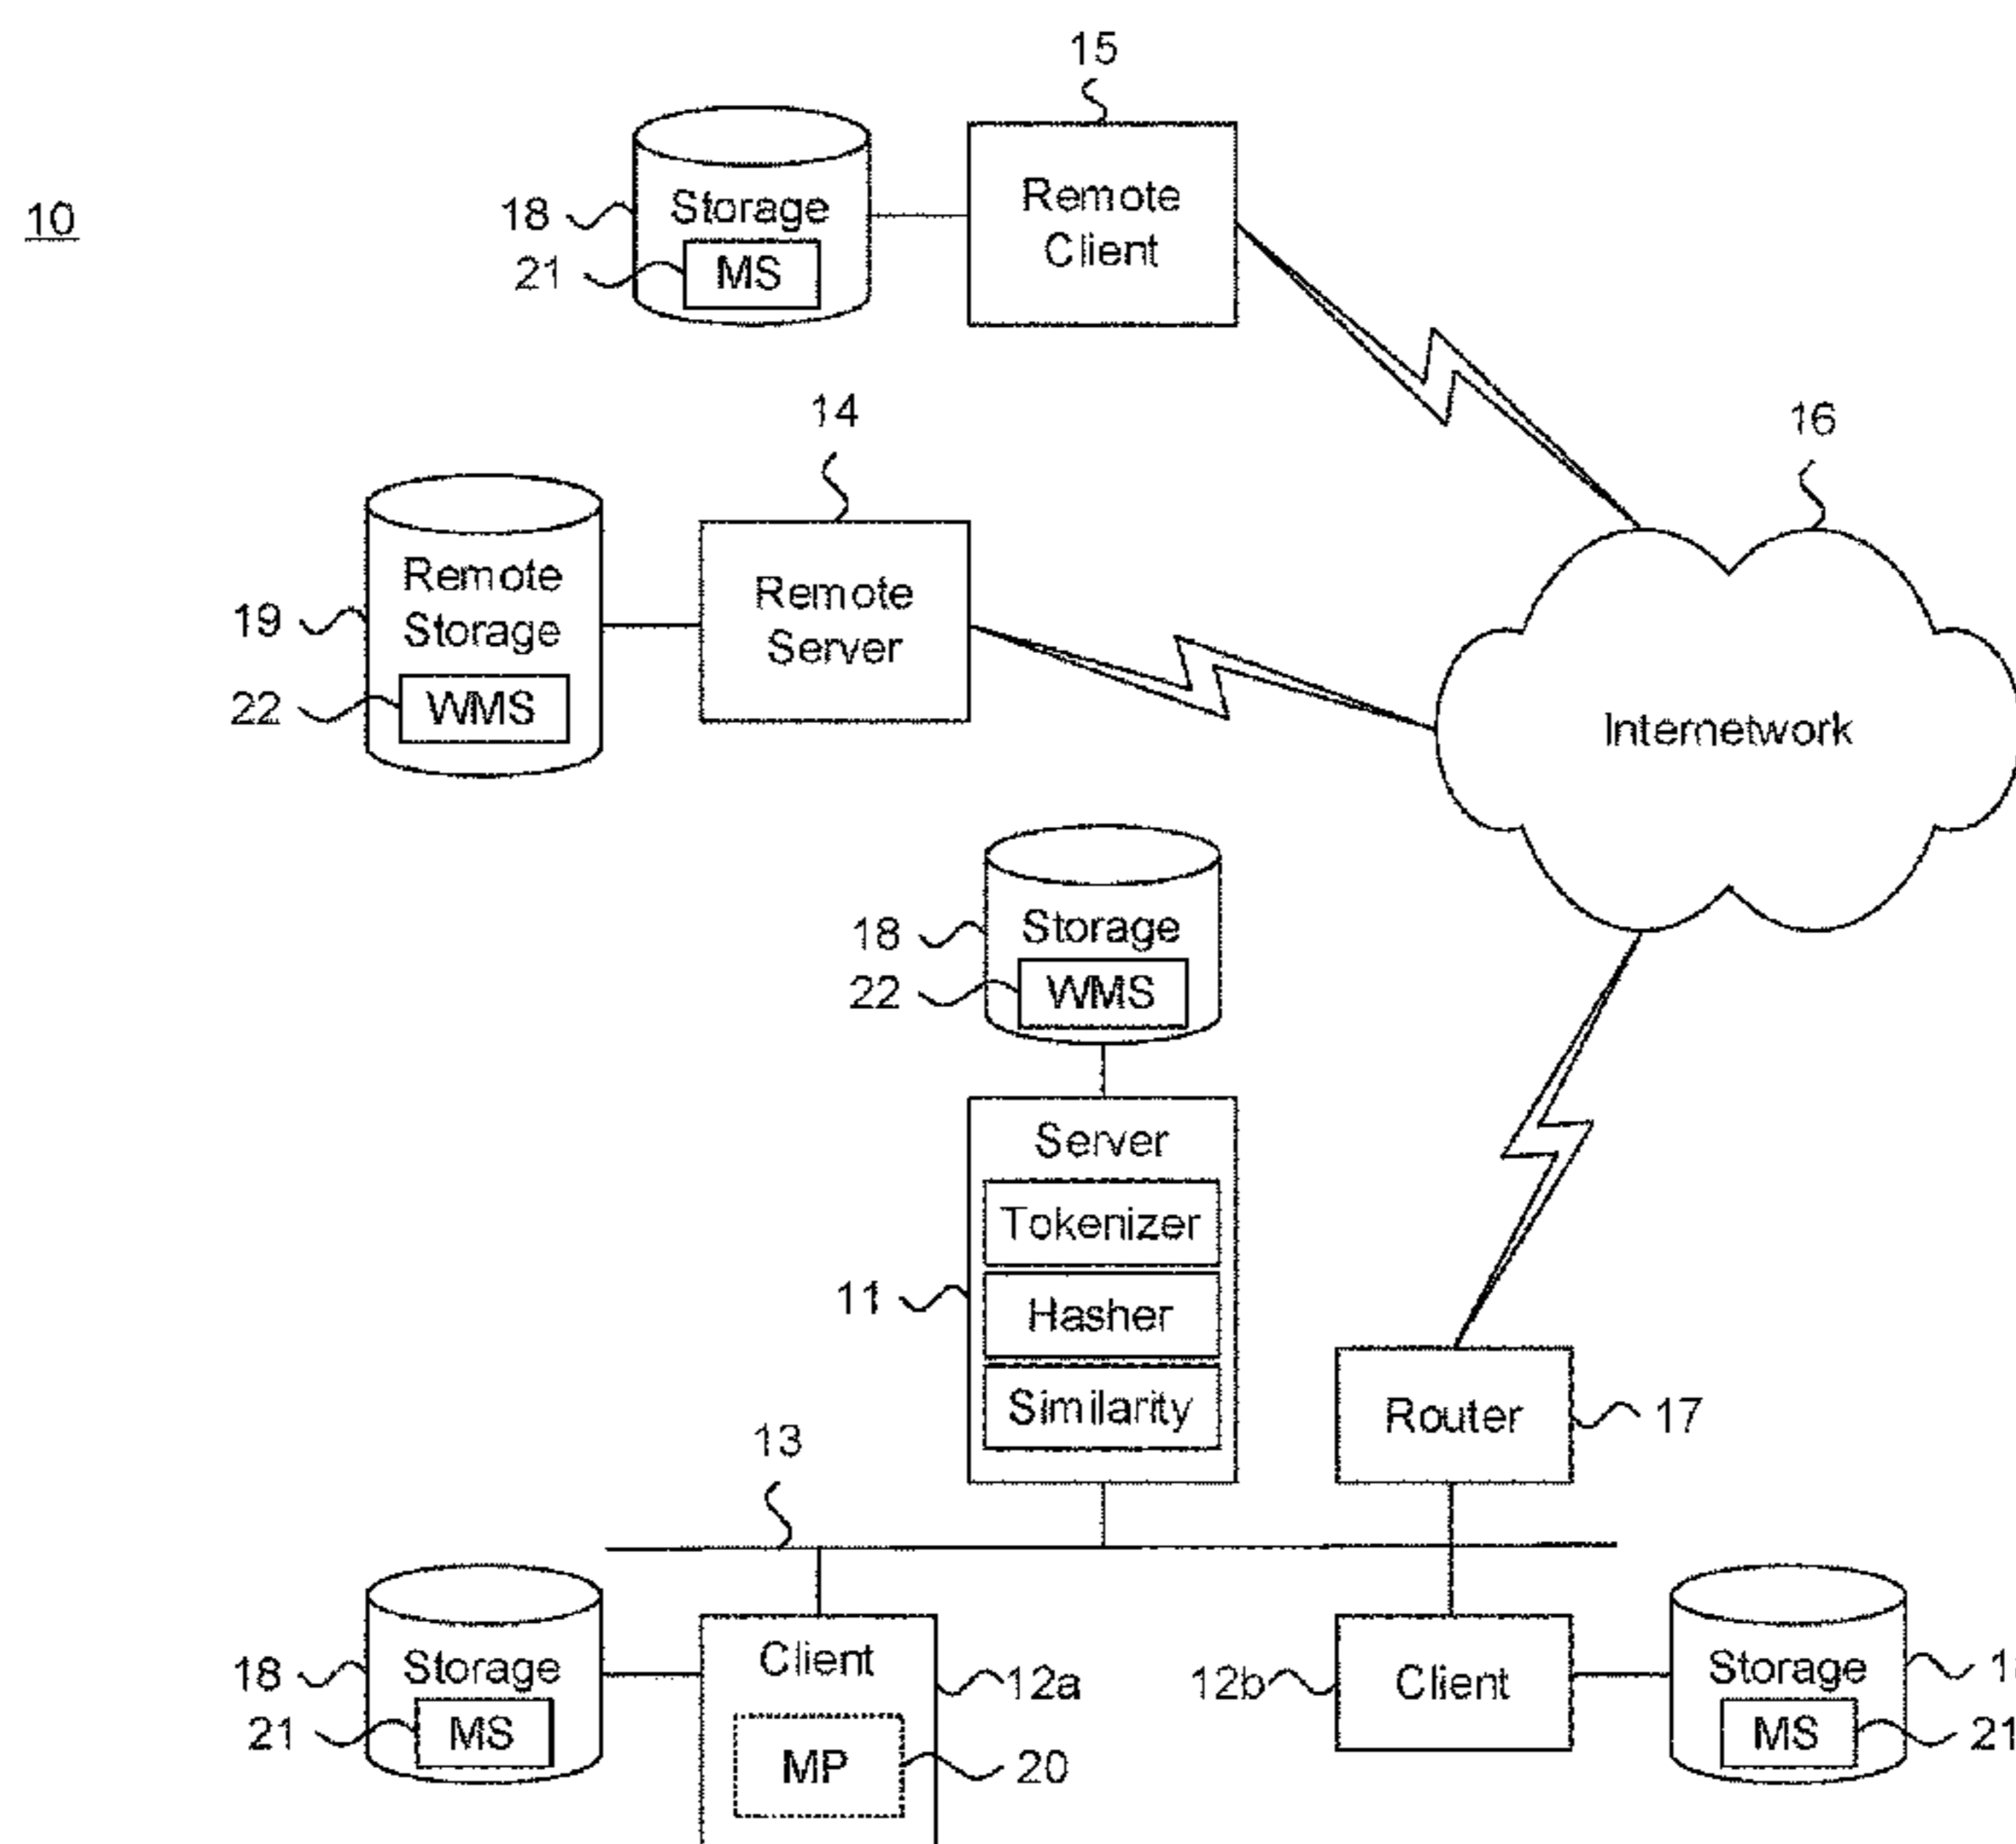 15
10
18
Storage
Remote
Client
21
MS
14
16
19
Remote
Storage
Remote
Server
22
WMS
Internetwork
18
Storage
22
WMS
Server
Tokenizer
11
Hasher
Similarity
Router
17
13
18
Storage
21
MS
Client
12a
MP
20
12b
Client
Storage
MS
21